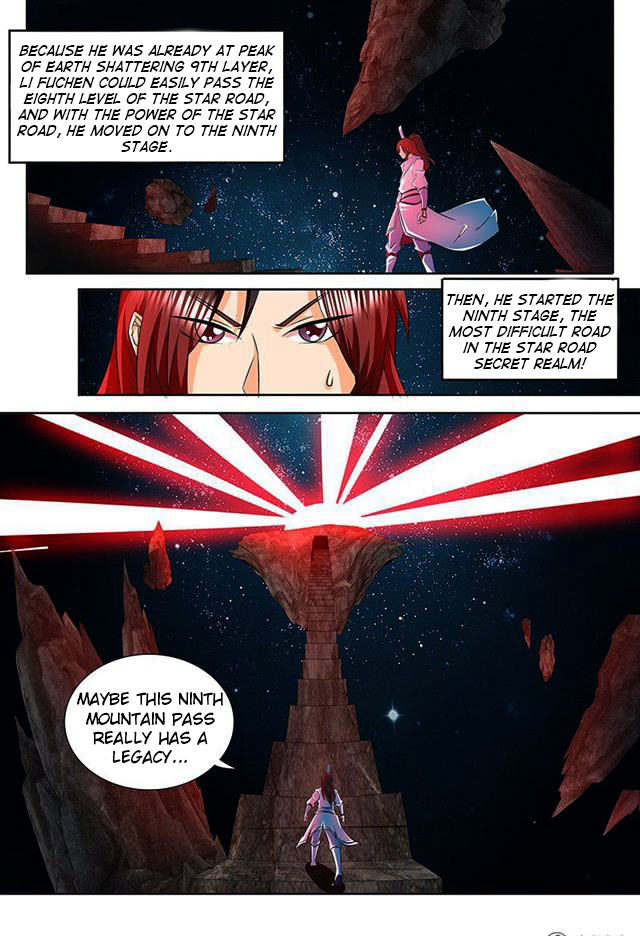 BECAUSE HE WAS ALREADY AT PEAK
OF EARTH SHATTERING 9TH LAYER,
LI FUCHEN COULD EASILY PASS THE
EIGHTH LEVEL OF THE STAR ROAD,
AND WITH THE POWER OF THE STAR
ROAD, HE MOVED ON TO THE NINTH
STAGE.
THEN, HE STARTED THE
NINTH STAGE, THE
MOST DIFFICULT ROAD
IN THE STAR ROAD
SECRET REALM!
MAYBE THIS NINTH
MOUNTAIN PASS
REALLY HAS A
LEGACY...